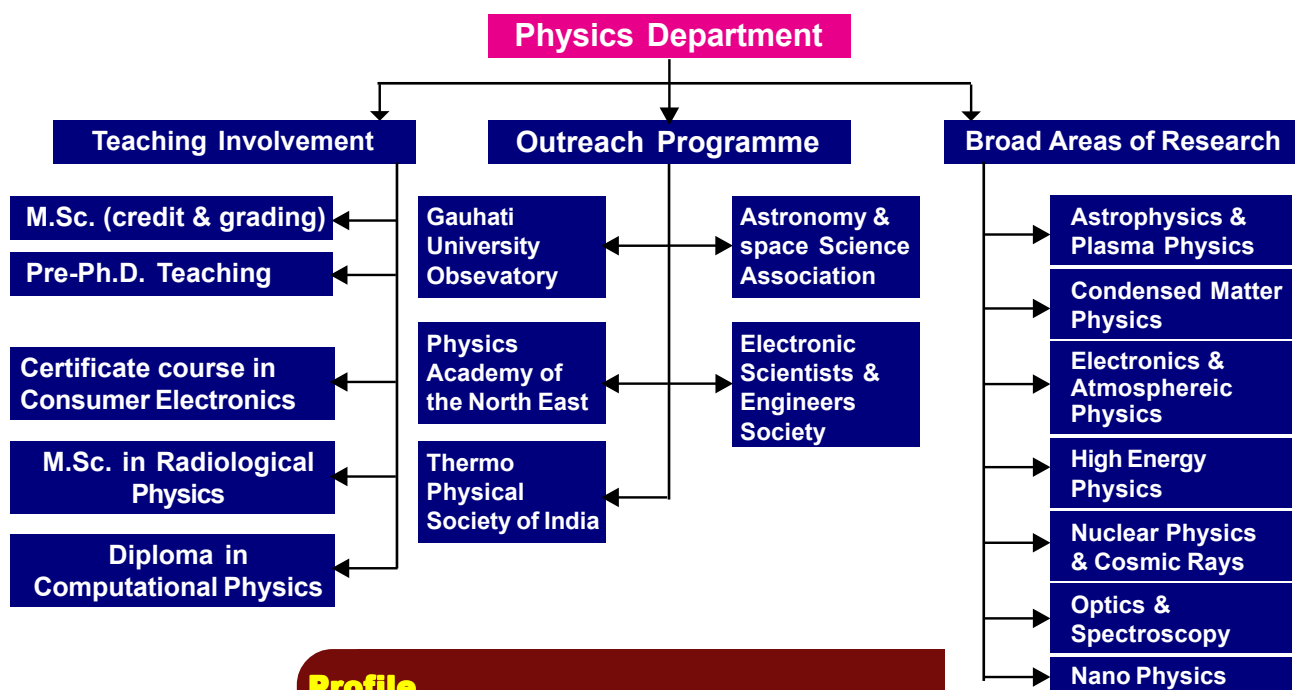 Physics Department
Teaching Involvement
M.Sc. (credit & grading)
Pre-Ph.D. Teaching
Certificate course in
Consumer Electronics
M.Sc. in Radiological
Physics
Diploma in
Computational Physics
Outreach Programme
Gauhati
University
Obsevatory
Astronomy &
space Science
Association
Physics
Academy of
the North East
Electronic
Scientists &
Engineers
Society
Thermo
Physical
Society of India
Broad Areas of Research
Astrophysics &
Plasma Physics
Condensed Matter
Physics
Electronics &
Atmosphereic
Physics
High Energy
Physics
Nuclear Physics
& Cosmic Rays
Optics &
Spectroscopy
Nano Physics
Profile